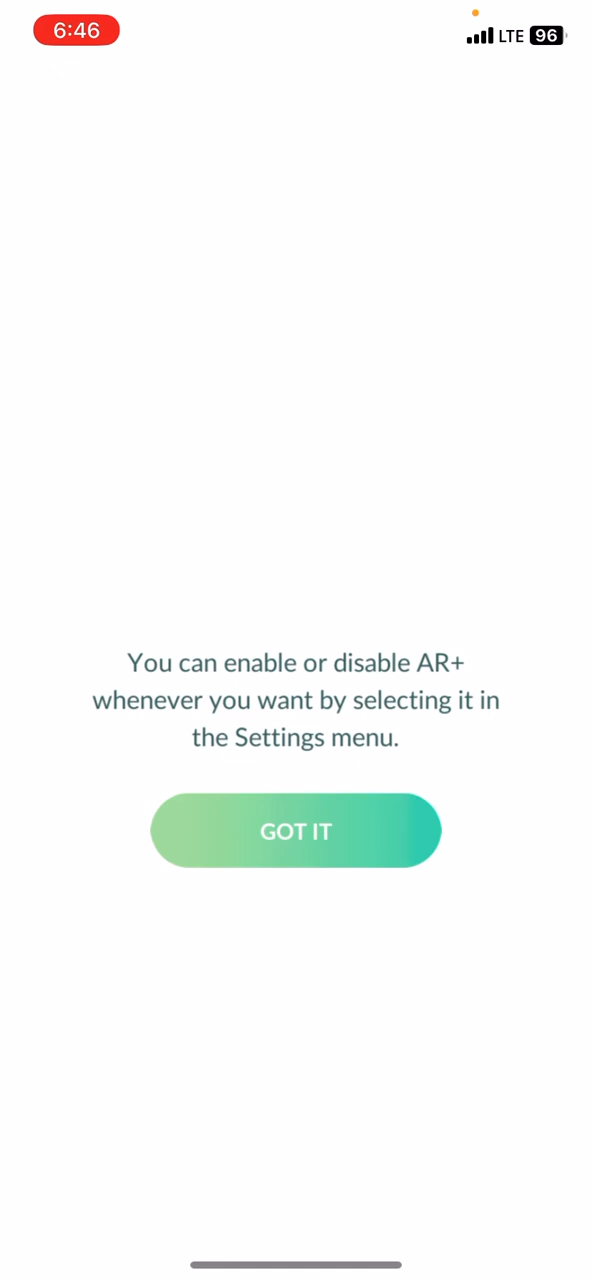 6:46
LTE 96
You can enable or disable AR+
whenever you want by selecting it in
the Settings menu.
GOT IT